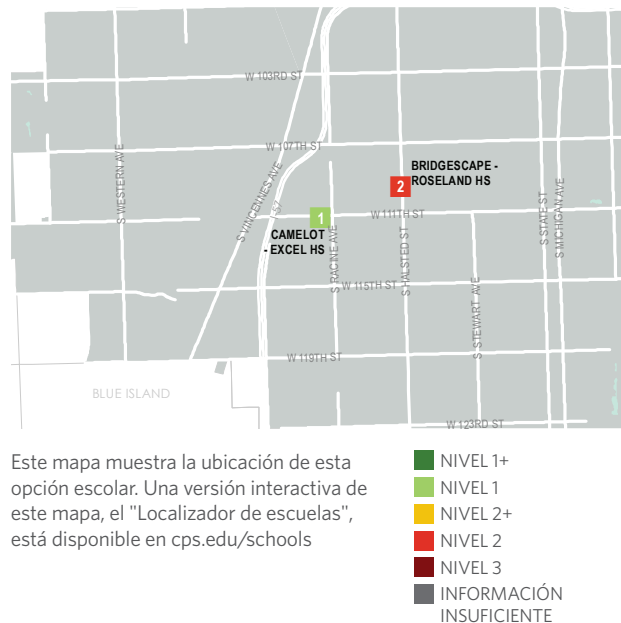 W 103RD ST
W 107TH ST
S WESTERN AVE
S VINCENNES AVE
I-57
BRIDGESCAPE -
ROSELAND HS
2
1
W 111TH ST
CAMELOT
- EXCEL HS
S RACINE AVE
S HALSTED ST
S STATE ST
S MICHIGAN AVE
W 115TH ST
S STEWART AVE
W 119TH ST
BLUE ISLAND
W 123RD ST
Este mapa muestra la ubicación de esta
opción escolar. Una versión interactiva de
este mapa, el "Localizador de escuelas",
está disponible en cps.edu/schools
NIVEL 1+
NIVEL 1
NIVEL 2+
NIVEL 2
NIVEL 3
INFORMACIÓN
INSUFICIENTE